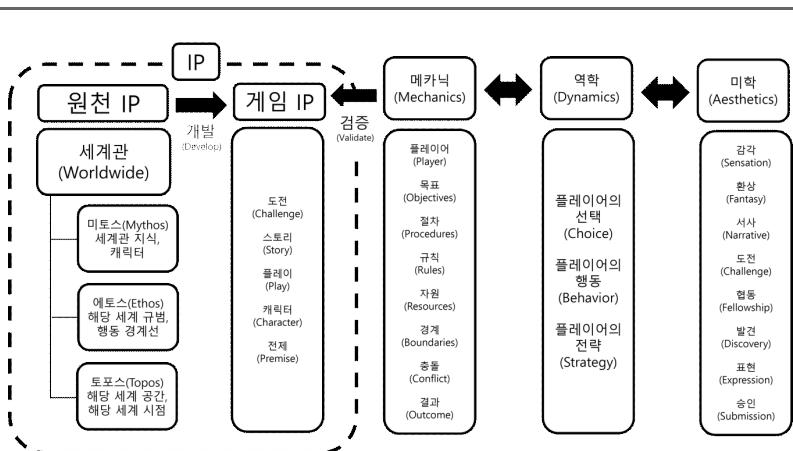 IP
원천 IP
개발
(Develop)
게임 IP
검증
(Validate)
세계관
(Worldwide)
미토스(Mythos)
세계관 지식,
캐릭터
에토스(Ethos)
해당 세계 규범,
행동 경계선
토포스(Topos)
해당 세계 공간,
해당 세계 시점
도전
(Challenge)
스토리
(Story)
플레이
(Play)
캐릭터
(Character)
전제
(Premise)
메카닉
(Mechanics)
플레이어
(Player)
목표
(Objectives)
절차
(Procedures)
규칙
(Rules)
자원
(Resources)
경계
(Boundaries)
충돌
(Conflict)
결과
(Outcome)
역학
(Dynamics)
플레이어의
선택
(Choice)
플레이어의
행동
(Behavior)
플레이어의
전략
(Strategy)
미학
(Aesthetics)
감각
(Sensation)
환상
(Fantasy)
서사
(Narrative)
도전
(Challenge)
협동
(Fellowship)
발견
(Discovery)
표현
(Expression)
승인
(Submission)